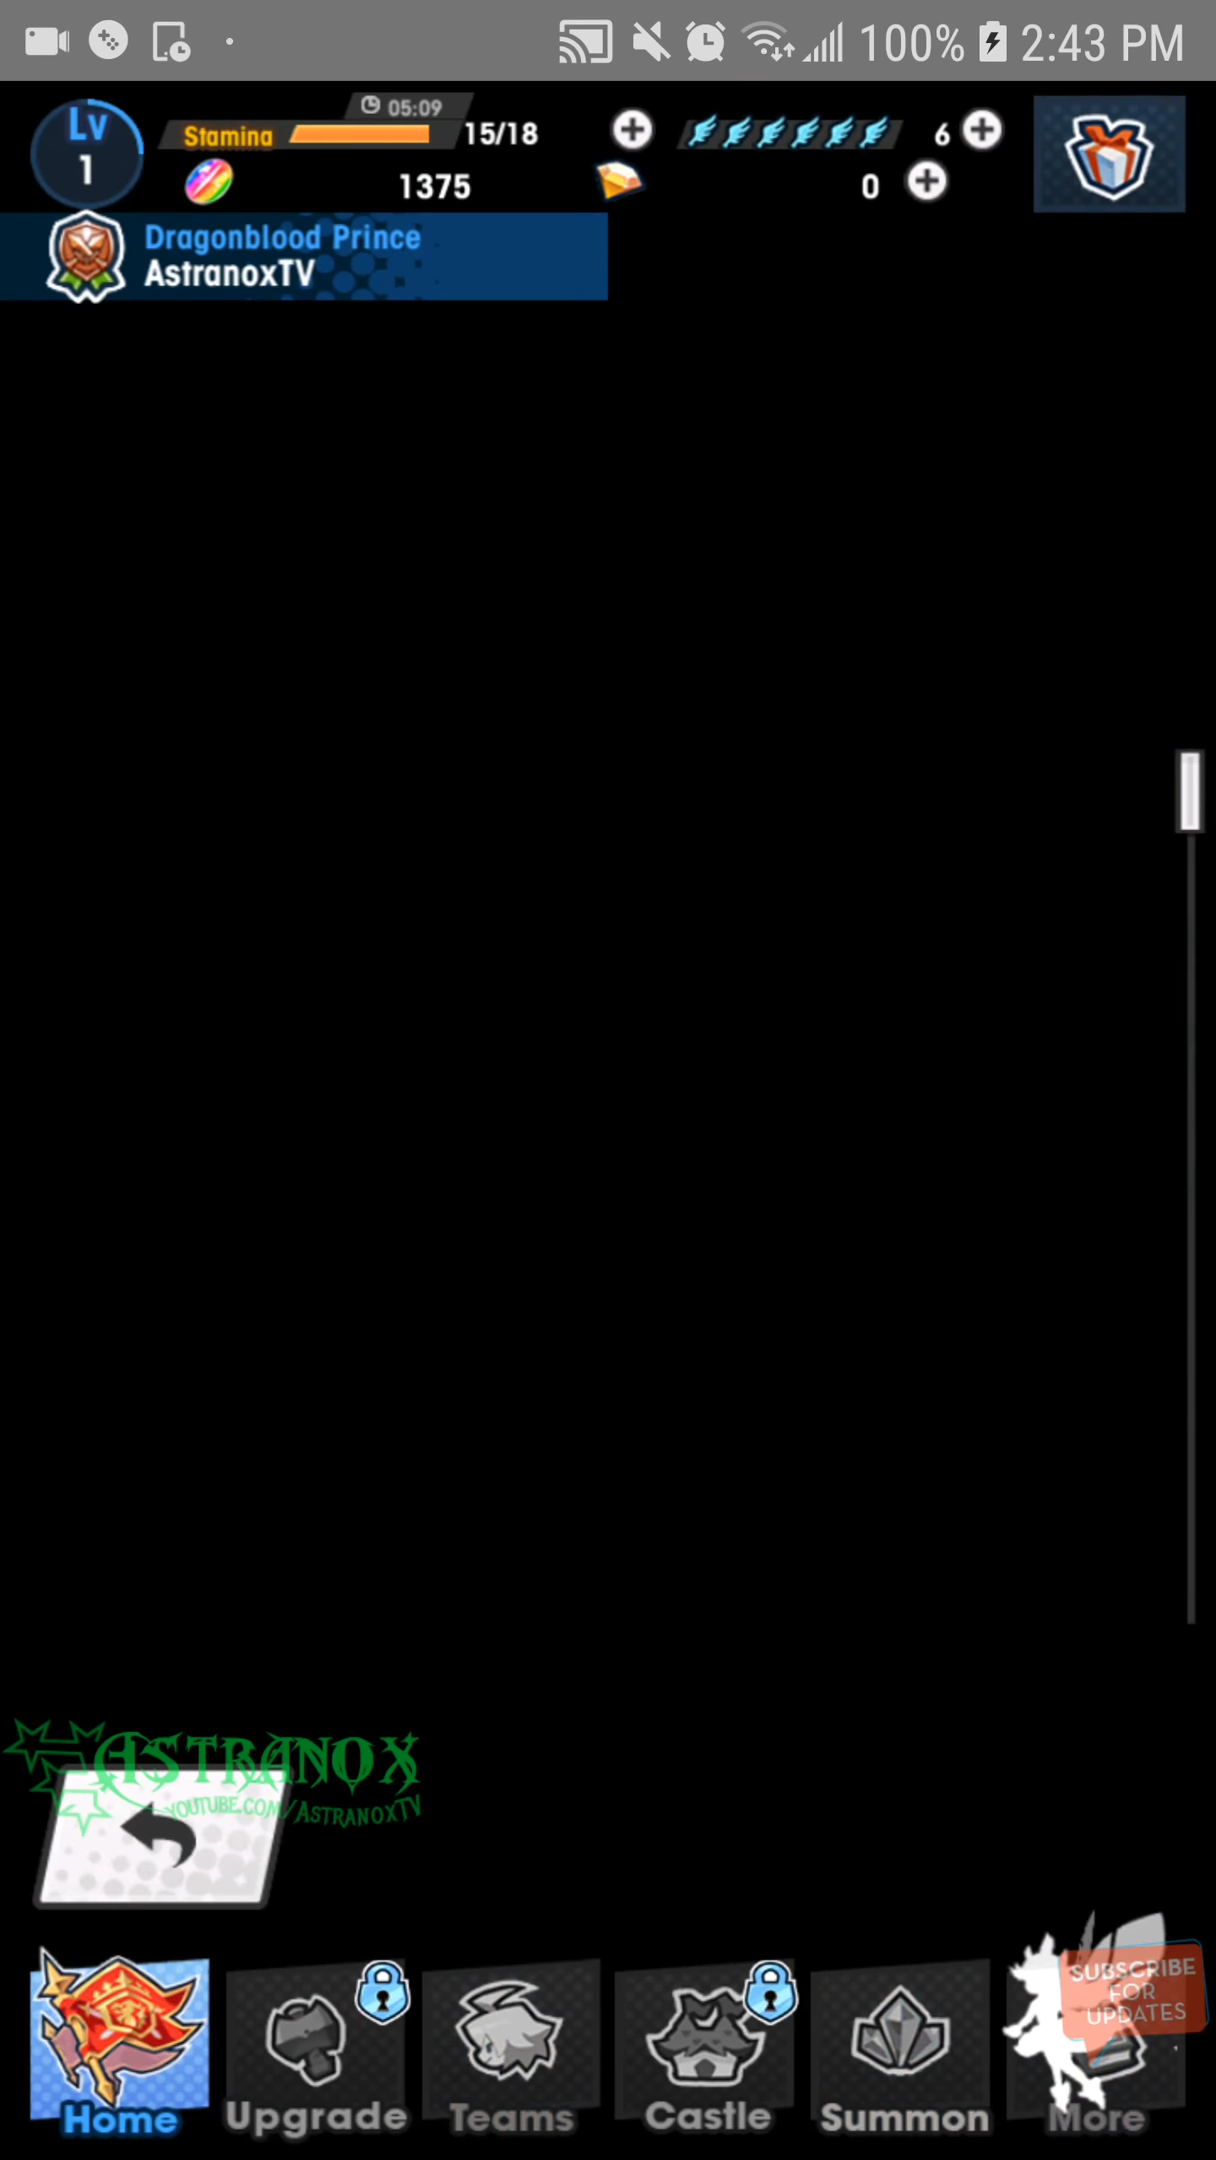 100% 2:43 PM
05:09
Lv
1
Stamina 15/18 6
1375 0
Dragonblood Prince
AstranoxTV
ASTRANOX
YOUTUBE.COM/ASTRANOXTV
SUBSCRIBE
FOR
UPDATES
Home Upgrade Teams Castle Summon More